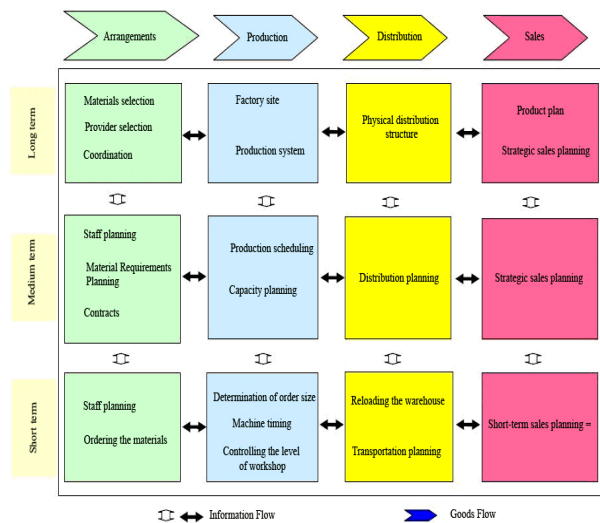 Arrangements
Production
Distribution
Sales
Long term
Materials selection
Provider selection
Coordination
Factory site
Production system
Physical distribution
structure
Product plan
Strategic sales planning
Medium term
Staff planning
Material Requirements
Planning
Contracts
Production scheduling
Capacity planning
Distribution planning
Strategic sales planning
Short term
Staff planning
Ordering the materials
Determination of order size
Machine timing
Controlling the level
of workshop
Reloading the warehouse
Transportation planning
Short-term sales planning =
Information Flow
Goods Flow